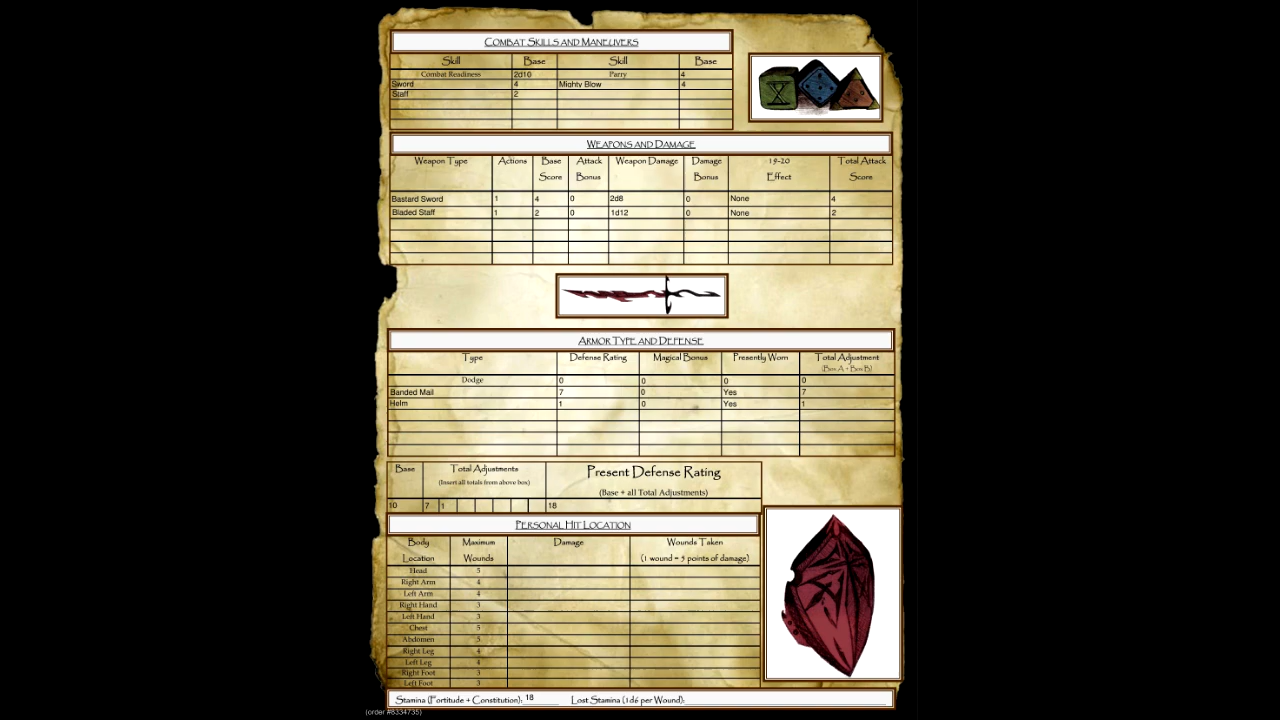 COMBAT SKILLS AND MANEUVERS
Skill Base Skill Base
Combat Readiness 2d10 Parry 4
Sword 4 Mighty Blow 4
Staff 2
WEAPONS AND DAMAGE
Weapon Type Actions Base Score Attack Bonus Weapon Damage Damage Bonus 19-20 Effect Total Attack Score
Bastard Sword 1 4 0 2d8 0 None 4
Bladed Staff 1 2 0 1d12 0 None 2
ARMOR TYPE AND DEFENSE
Type Defense Rating Magical Bonus Presently Worn Total Adjustment
(Box A + Box B)
Dodge 0 0 0 0
Banded Mail 7 0 Yes 7
Helm 1 0 Yes 1
Base Total Adjustments Present Defense Rating
(Insert all totals from above box) (Base + all Total Adjustments)
10 7 1 18
PERSONAL HIT LOCATION
Body Location Maximum Wounds Damage Wounds Taken
(1 wound = 5 points of damage)
Head 5
Right Arm 4
Left Arm 4
Right Hand 3
Left Hand 3
Chest 5
Abdomen 5
Right Leg 4
Left Leg 4
Right Foot 3
Left Foot 3
Stamina (Fortitude + Constitution): 18 Lost Stamina (1d6 per Wound):
(order #8334735)